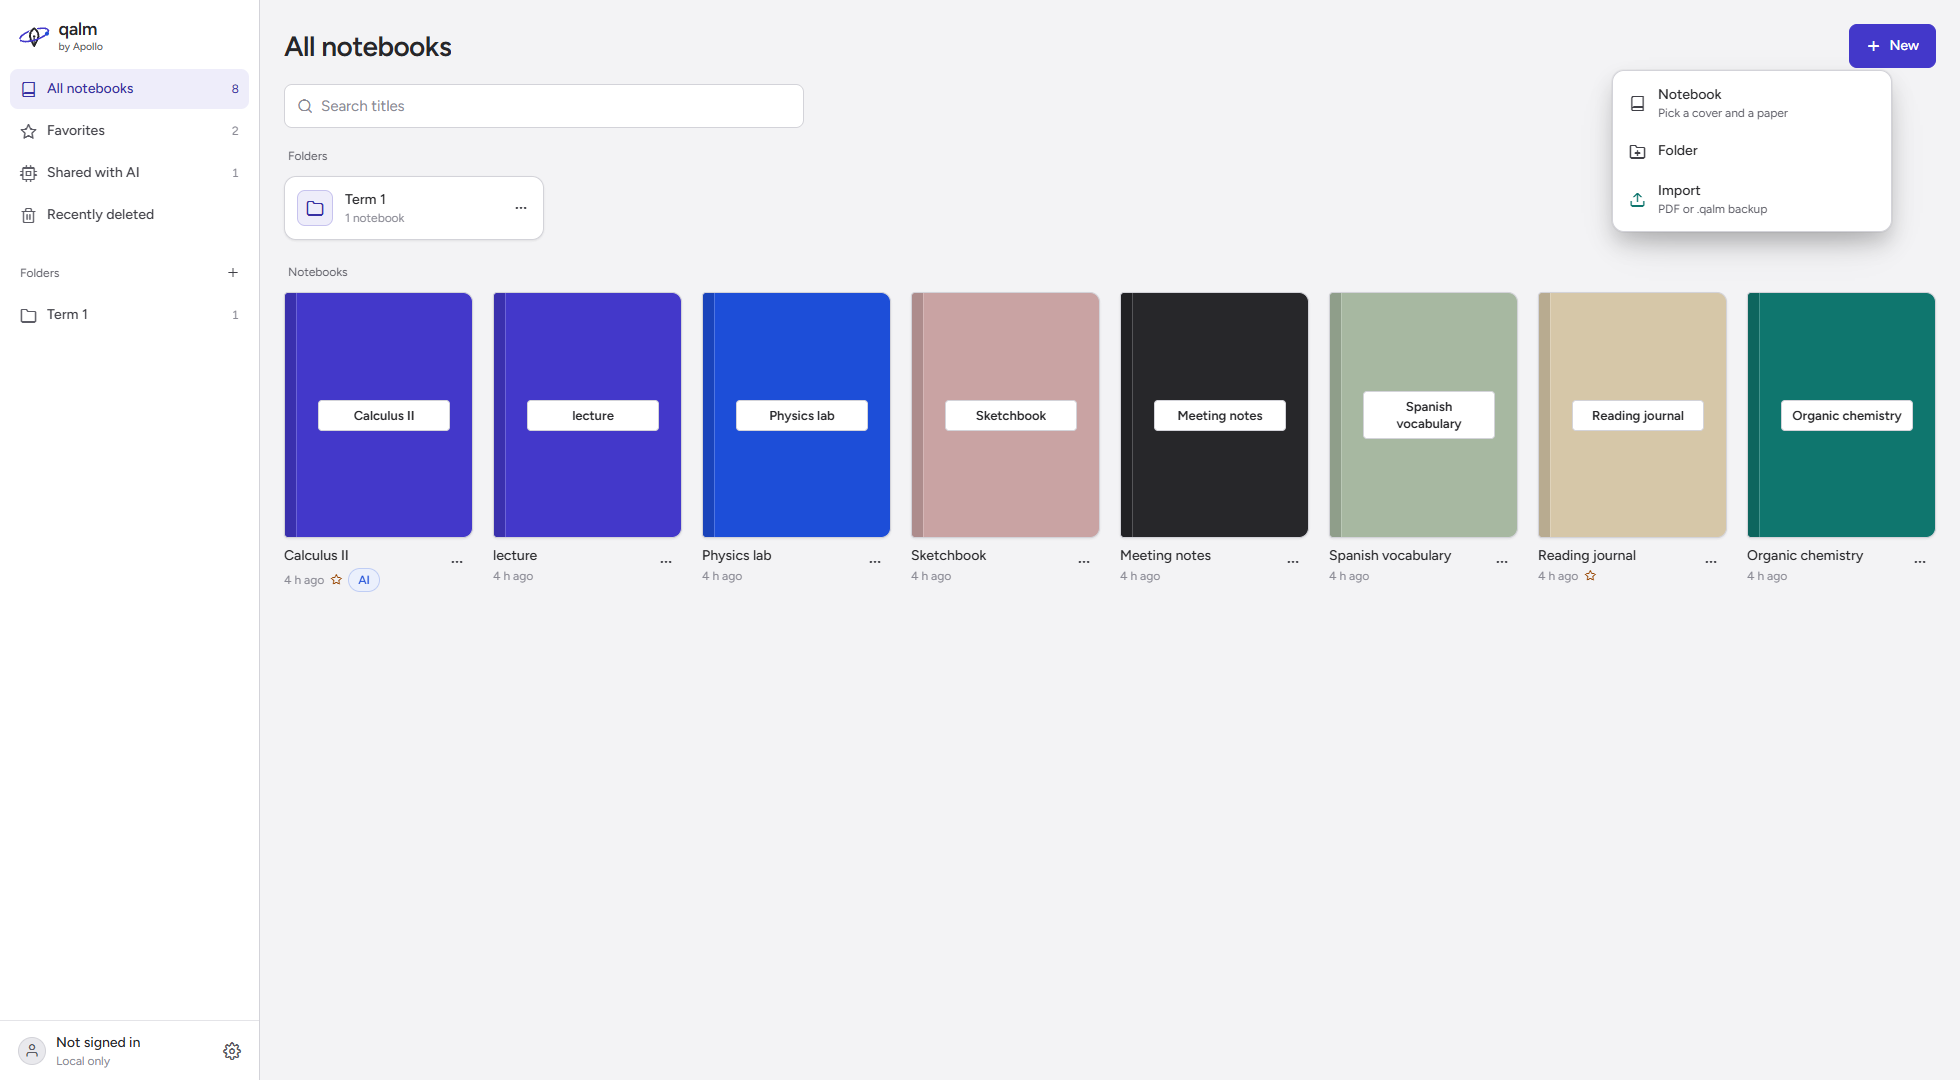 qalm
by Apollo
All notebooks 8
Favorites 2
Shared with AI 1
Recently deleted
Folders
Term 1 1
Not signed in
Local only
All notebooks
New
Search titles
Notebook
Pick a cover and a paper
Folder
Import
PDF or .qalm backup
Folders
Term 1
1 notebook
Notebooks
Calculus II
lecture
Physics lab
Sketchbook
Meeting notes
Spanish
vocabulary
Reading journal
Organic chemistry
Calculus II
4 h ago AI
lecture
4 h ago
Physics lab
4 h ago
Sketchbook
4 h ago
Meeting notes
4 h ago
Spanish vocabulary
4 h ago
Reading journal
4 h ago
Organic chemistry
4 h ago